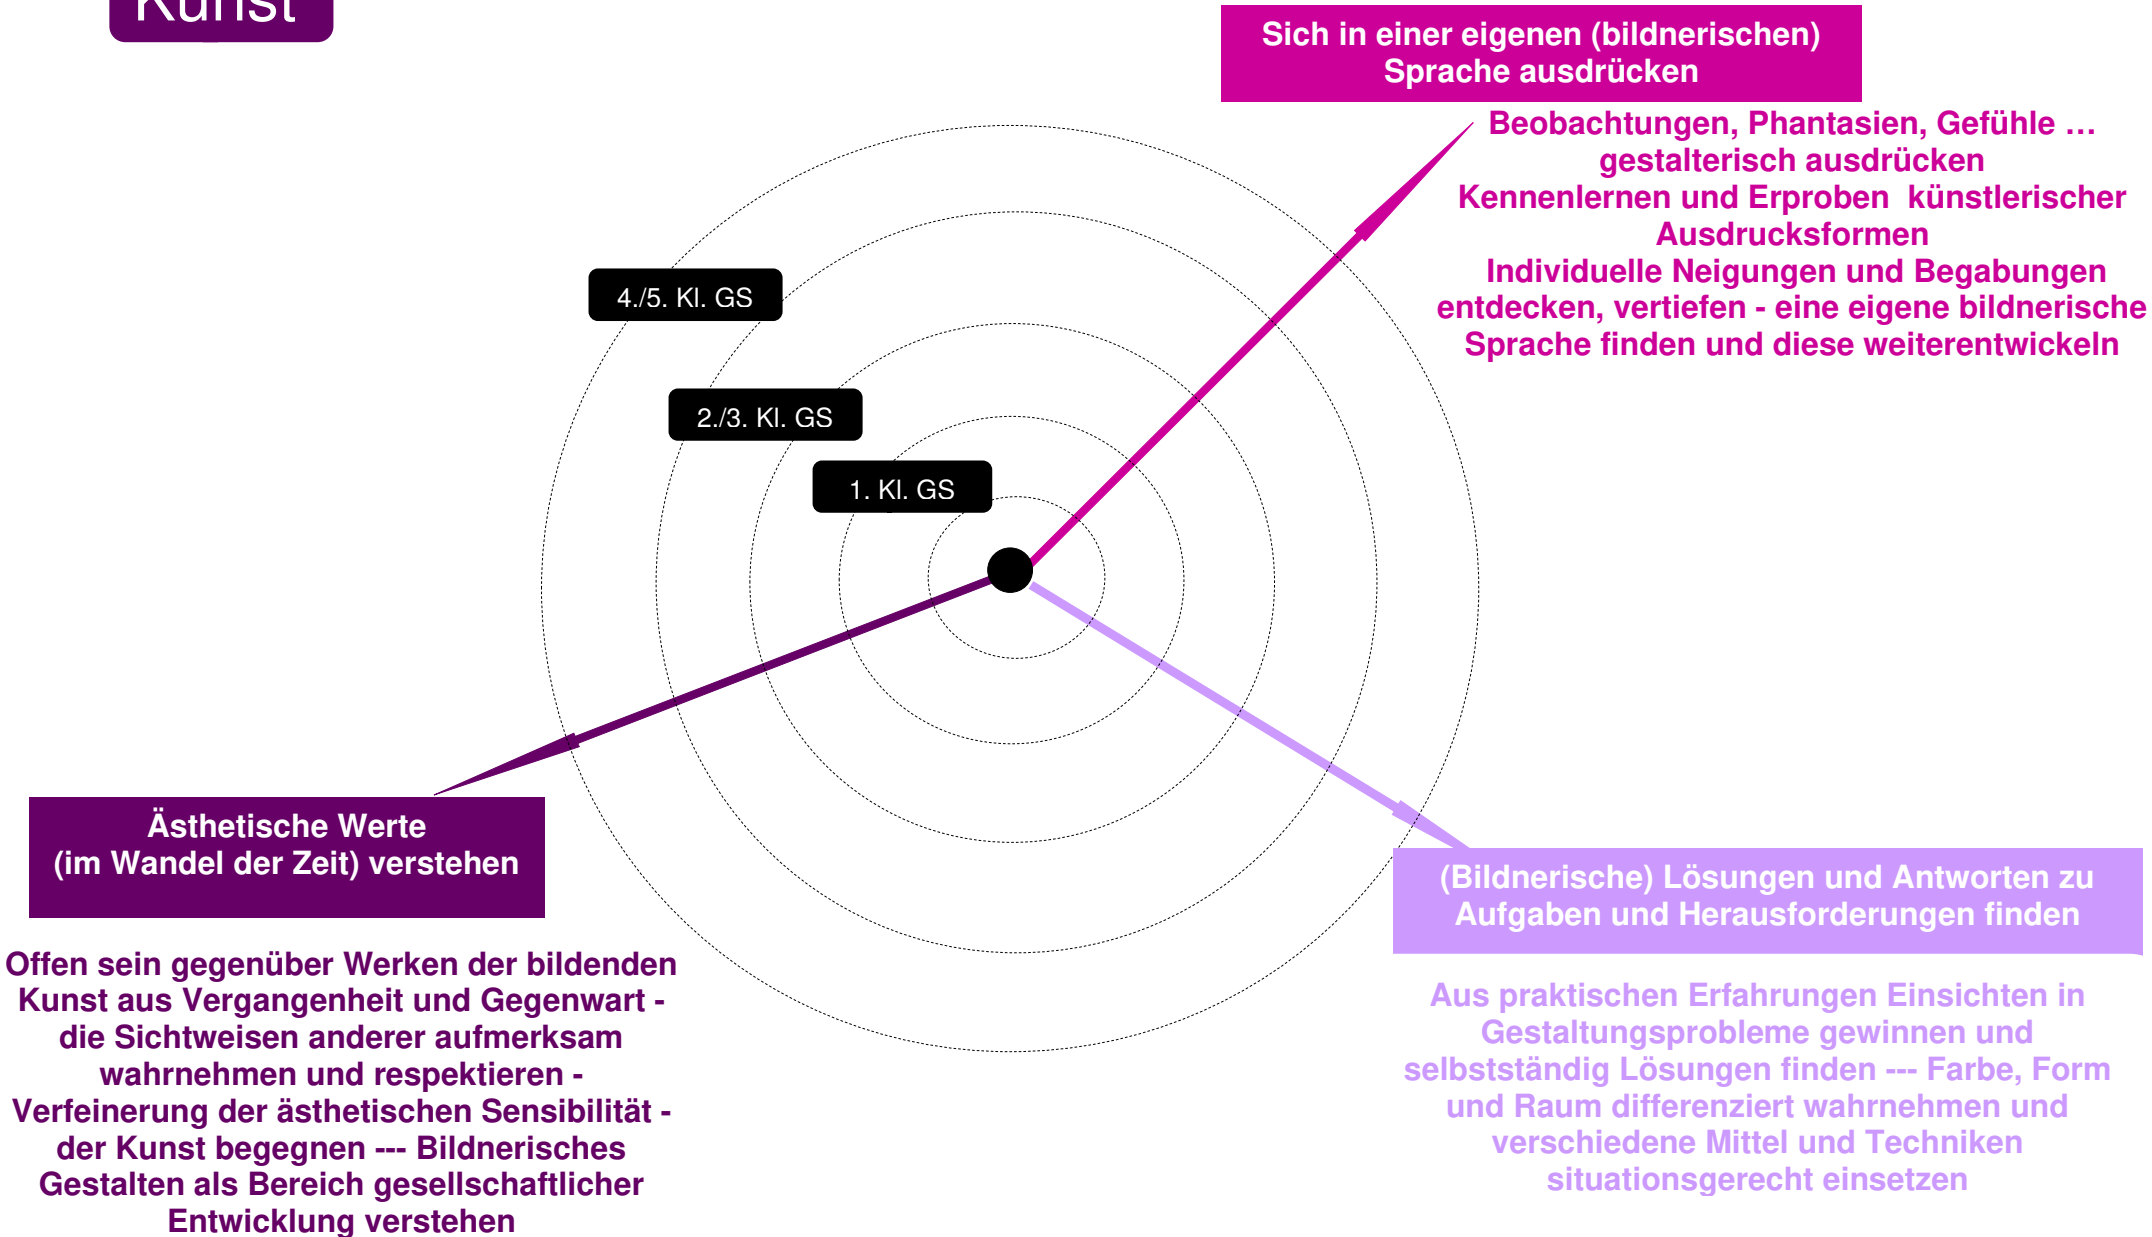 Kunst
Sich in einer eigenen (bildnerischen)
Sprache ausdrücken
Beobachtungen, Phantasien, Gefühle …
gestalterisch ausdrücken
Kennenlernen und Erproben künstlerischer
Ausdrucksformen
Individuelle Neigungen und Begabungen
entdecken, vertiefen - eine eigene bildnerische
Sprache finden und diese weiterentwickeln
4./5. Kl. GS
2./3. Kl. GS
1. Kl. GS
Ästhetische Werte
(im Wandel der Zeit) verstehen
Offen sein gegenüber Werken der bildenden
Kunst aus Vergangenheit und Gegenwart -
die Sichtweisen anderer aufmerksam
wahrnehmen und respektieren -
Verfeinerung der ästhetischen Sensibilität -
der Kunst begegnen --- Bildnerisches
Gestalten als Bereich gesellschaftlicher
Entwicklung verstehen
(Bildnerische) Lösungen und Antworten zu
Aufgaben und Herausforderungen finden
Aus praktischen Erfahrungen Einsichten in
Gestaltungsprobleme gewinnen und
selbstständig Lösungen finden --- Farbe, Form
und Raum differenziert wahrnehmen und
verschiedene Mittel und Techniken
situationsgerecht einsetzen